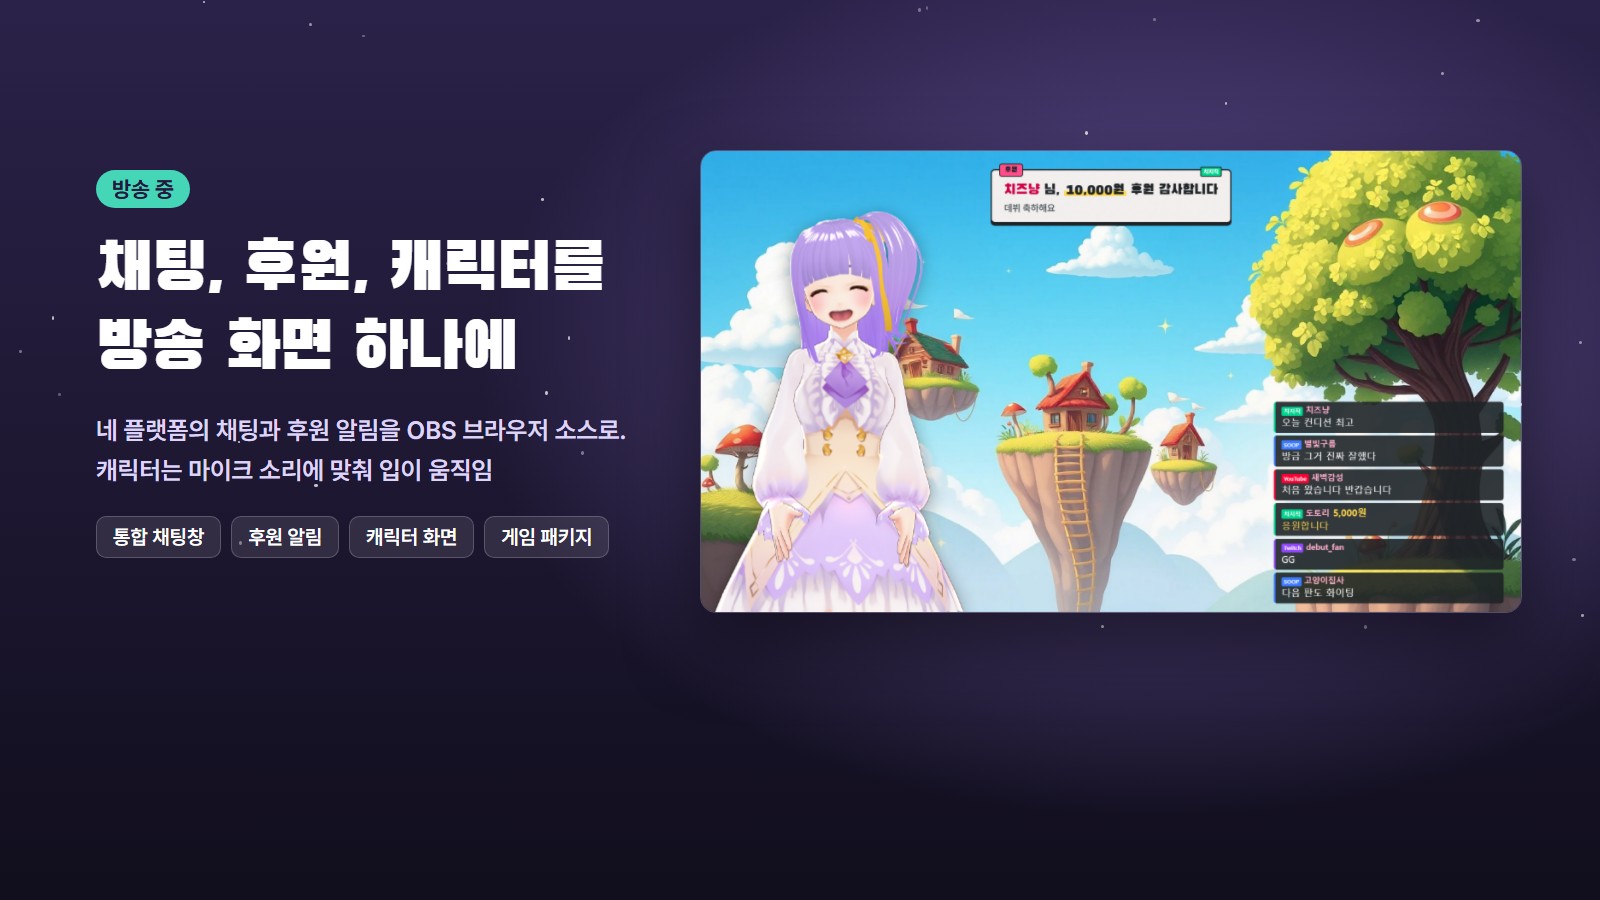 방송 중
채팅, 후원, 캐릭터를
방송 화면 하나에
네 플랫폼의 채팅과 후원 알림을 OBS 브라우저 소스로.
캐릭터는 마이크 소리에 맞춰 입이 움직임
통합 채팅창
후원 알림
캐릭터 화면
게임 패키지
후원
치지직
치즈냥 님, 10,000원 후원 감사합니다
데뷔 축하해요
치지직 치즈냥
오늘 컨디션 최고
SOOP 별빛구름
방금 그거 진짜 잘했다
YouTube 새벽감성
처음 왔습니다 반갑습니다
치지직 도토리 5,000원
응원합니다
Twitch debut_fan
GG
SOOP 고양이집사
다음 판도 화이팅